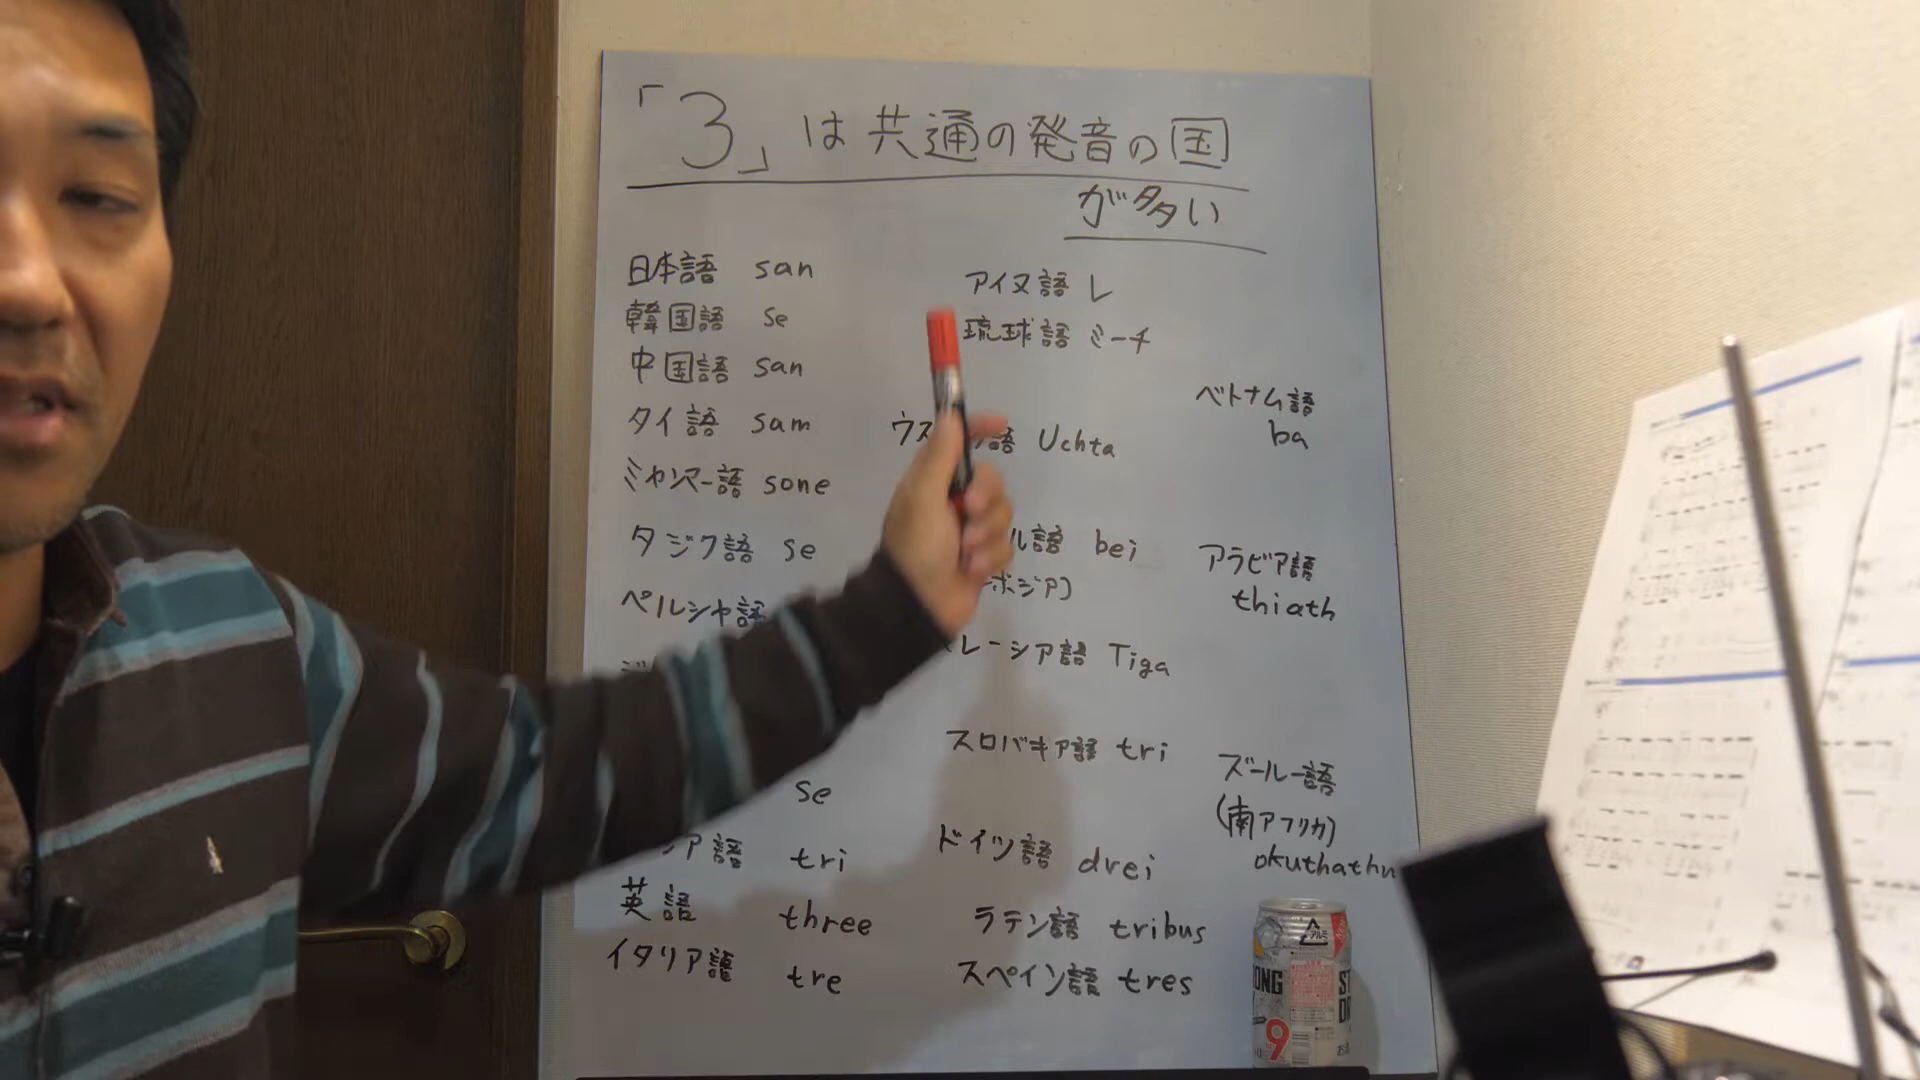 「3」は共通の発音の国
が多い
日本語 san
韓国語 se
中国語 san
タイ語 sam
ミャンマー語 sone
タジク語 se
ペルシャ語
se
ア語 tri
英語 three
イタリア語 tre
アイヌ語 レ
琉球語 ミーチ
語 Uchta
ル語 bei
ボジア)
レーシア語 Tiga
スロバキア語 tri
ドイツ語 drei
ラテン語 tribus
スペイン語 tres
ベトナム語
ba
アラビア語
thiath
ズールー語
(南アフリカ)
okuthathu
アルミ
ONG
9